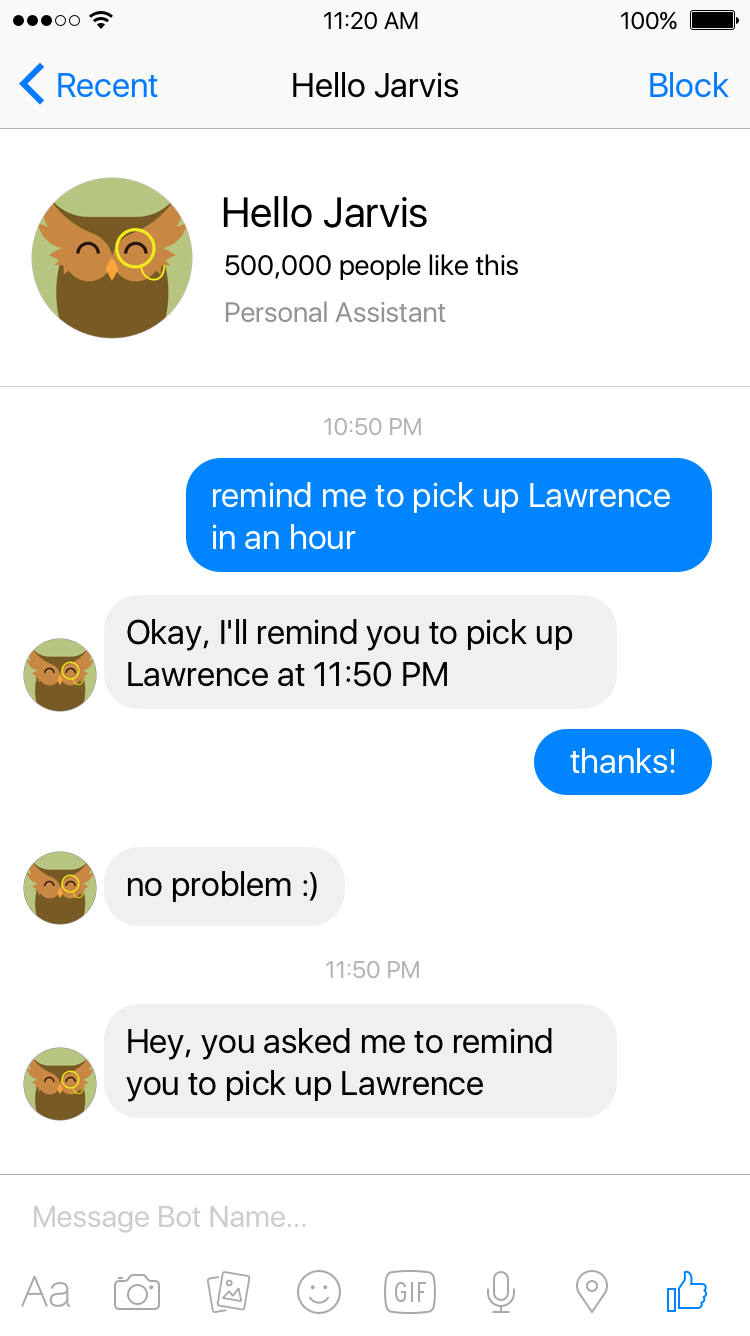 11:20 AM
100%
Recent
Hello Jarvis
Block
Hello Jarvis
500,000 people like this
Personal Assistant
10:50 PM
remind me to pick up Lawrence
in an hour
Okay, I'll remind you to pick up
Lawrence at 11:50 PM
thanks!
no problem :)
11:50 PM
Hey, you asked me to remind
you to pick up Lawrence
Message Bot Name...
Aa
GIF